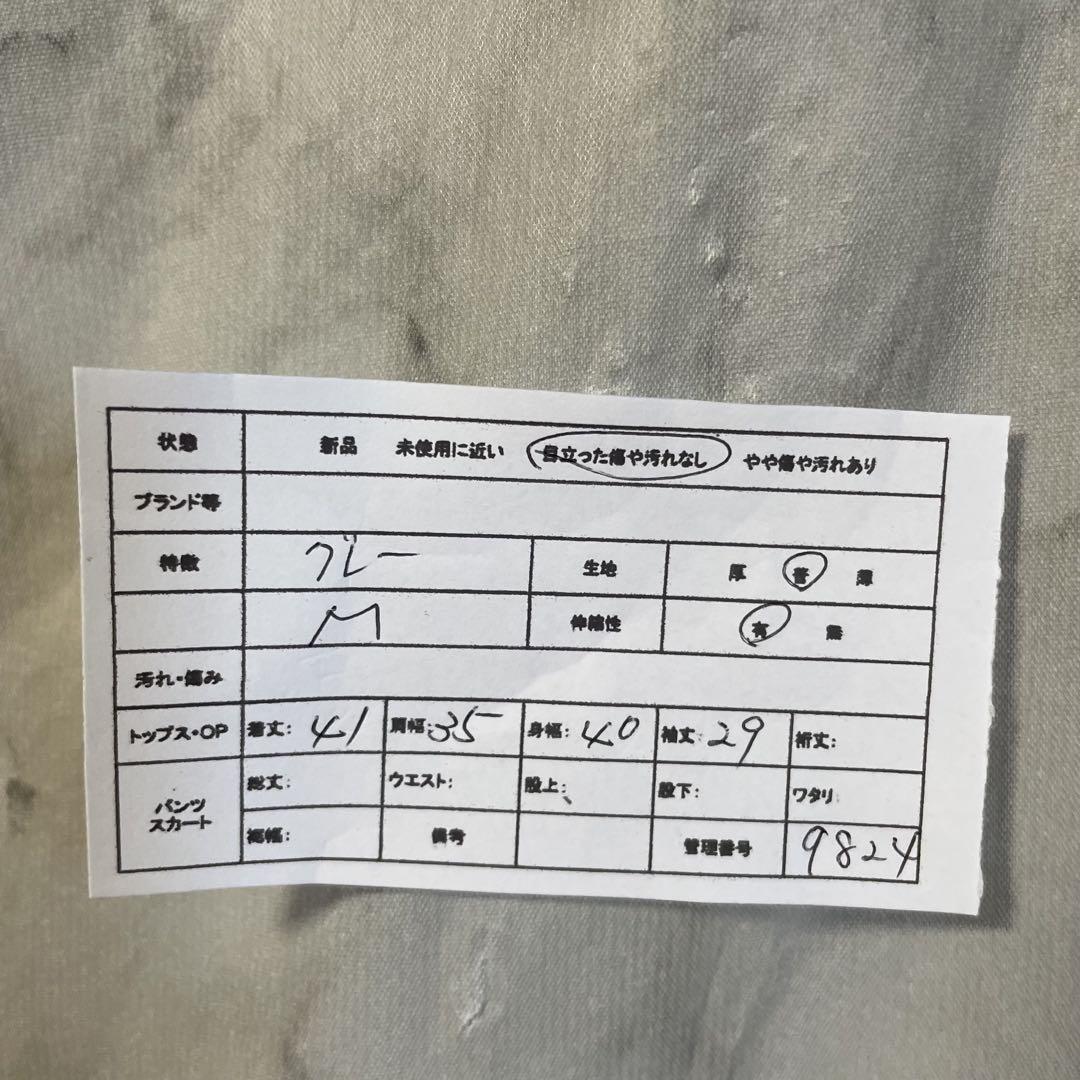 状態 新品 未使用に近い 目立った傷や汚れなし やや傷や汚れあり
ブランド等
特徴 グレー 生地 厚 普 薄
M 伸縮性 有 無
汚れ・傷み
トップス・OP 着丈: 41 肩幅: 35 身幅: 40 袖丈: 29 裄丈:
パンツ スカート 総丈: ウエスト: 股上: 股下: ワタリ
裾幅: 備考 管理番号 9824